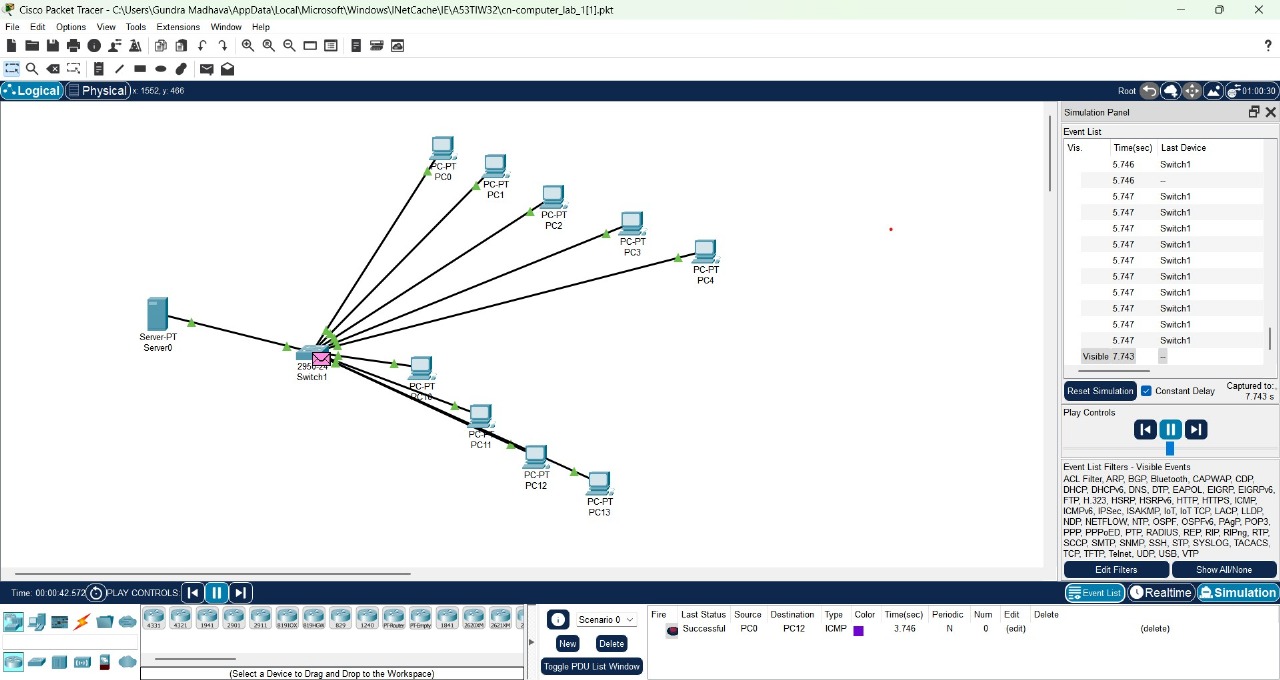 Cisco Packet Tracer - C:\Users\Gundra Madhava\AppData\Local\Microsoft\Windows\INetCache\IE\A53TIW32\cn-computer_lab_1[1].pkt
File Edit Options View Tools Extensions Window Help
?
Logical Physical x: 1552, y: 466 Root 01:00:30
Simulation Panel
Event List
Vis. Time(sec) Last Device
5.746 Switch1
5.746 --
5.747 Switch1
5.747 Switch1
5.747 Switch1
5.747 Switch1
5.747 Switch1
5.747 Switch1
5.747 Switch1
5.747 Switch1
5.747 Switch1
5.747 Switch1
Visible 7.743 --
Reset Simulation Constant Delay Captured to:
7.743 s
Play Controls
Event List Filters - Visible Events
ACL Filter, ARP, BGP, Bluetooth, CAPWAP, CDP,
DHCP, DHCPv6, DNS, DTP, EAPOL, EIGRP, EIGRPv6,
FTP, H.323, HSRP, HSRPv6, HTTP, HTTPS, ICMP,
ICMPv6, IPSec, ISAKMP, IoT, IoT TCP, LACP, LLDP,
NDP, NETFLOW, NTP, OSPF, OSPFv6, PAgP, POP3,
PPP, PPPoED, PTP, RADIUS, REP, RIP, RIPng, RTP,
SCCP, SMTP, SNMP, SSH, STP, SYSLOG, TACACS,
TCP, TFTP, Telnet, UDP, USB, VTP
Edit Filters Show All/None
PC-PT
PC0
PC-PT
PC1
PC-PT
PC2
PC-PT
PC3
PC-PT
PC4
Server-PT
Server0
2950-24
Switch1
PC-PT
PC10
PC-PT
PC11
PC-PT
PC12
PC-PT
PC13
Time: 00:00:42.572 PLAY CONTROLS: Event List Realtime Simulation
4331 4321 1941 2901 2911 819IOX 819HGW 829 1240 PT-Router PT-Empty 1841 2620XM 2621XM
(Select a Device to Drag and Drop to the Workspace)
Scenario 0
New Delete
Toggle PDU List Window
Fire Last Status Source Destination Type Color Time(sec) Periodic Num Edit Delete
Successful PC0 PC12 ICMP 3.746 N 0 (edit) (delete)